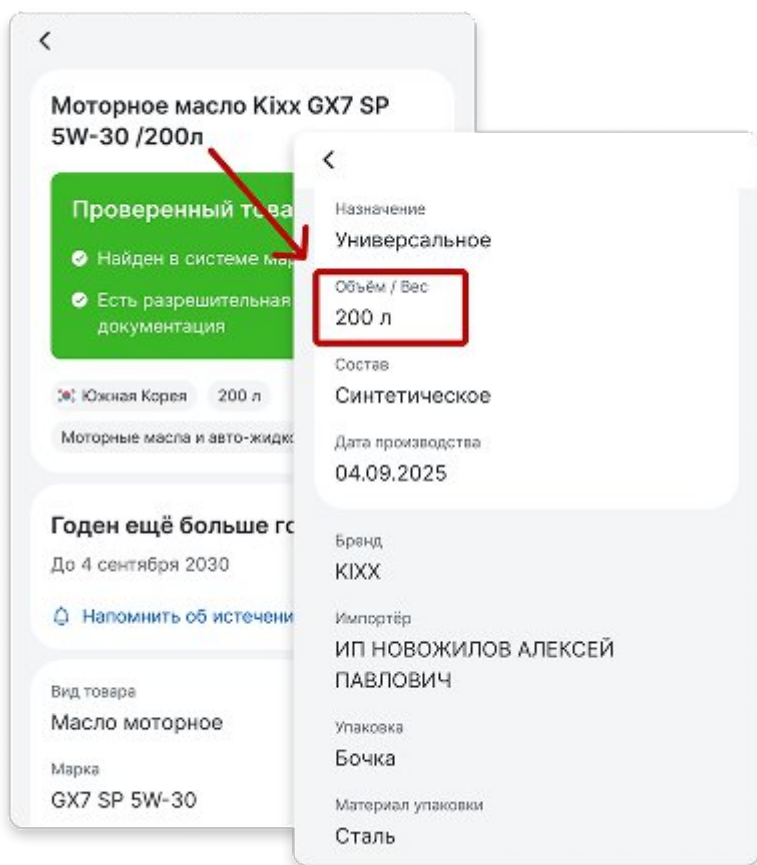 Моторное масло Kixx GX7 SP
5W-30 /200л
Проверенный това
Найден в системе мар
Есть разрешительная
документация
Южная Корея
200 л
Моторные масла и авто-жидко
Годен ещё больше го
До 4 сентября 2030
Напомнить об истечени
Вид товара
Масло моторное
Марка
GX7 SP 5W-30
Назначение
Универсальное
Объём / Вес
200 л
Состав
Синтетическое
Дата производства
04.09.2025
Бренд
KIXX
Импортёр
ИП НОВОЖИЛОВ АЛЕКСЕЙ
ПАВЛОВИЧ
Упаковка
Бочка
Материал упаковки
Сталь